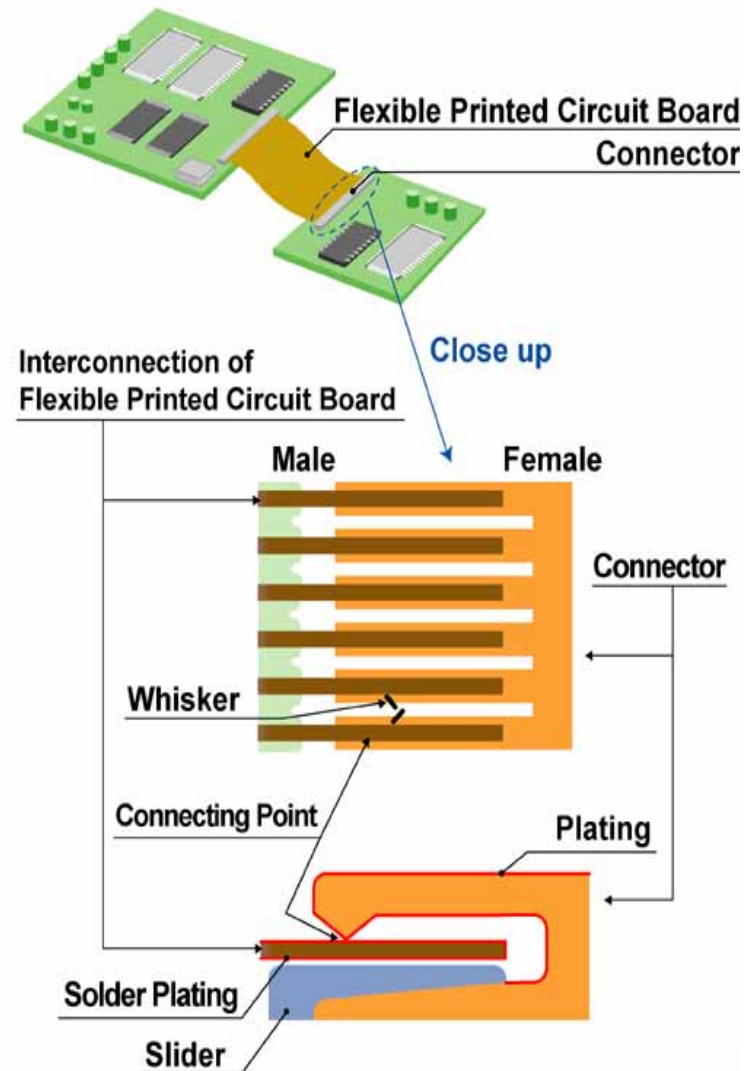 Flexible Printed Circuit Board
Connector
Close up
Interconnection of
Flexible Printed Circuit Board
Male
Female
Connector
Whisker
Connecting Point
Plating
Solder Plating
Slider